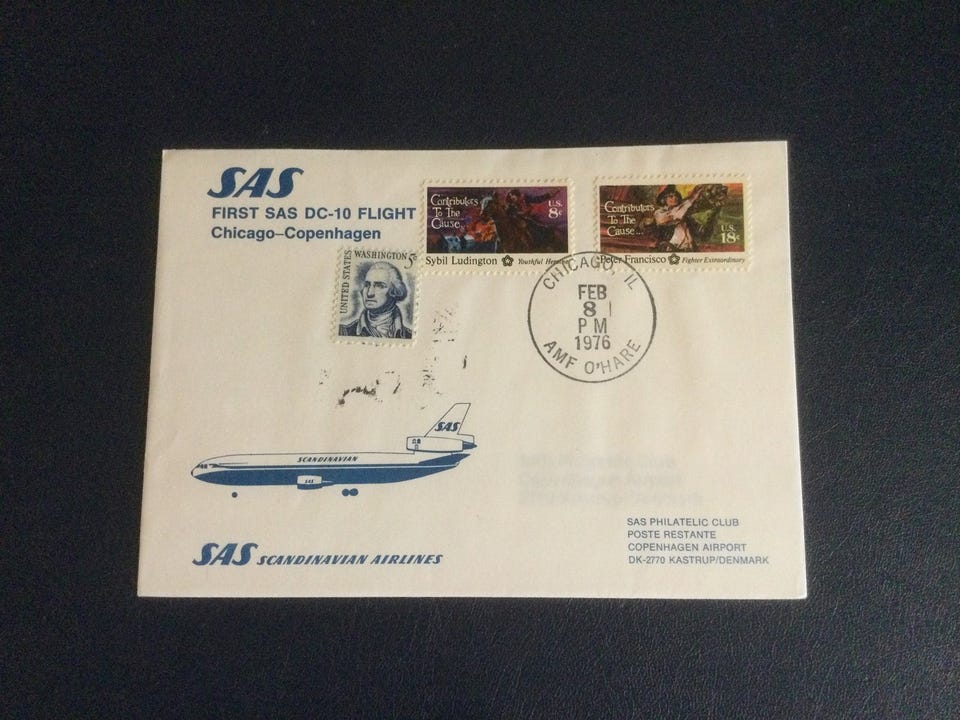 SAS
FIRST SAS DC-10 FLIGHT
Chicago–Copenhagen
UNITED STATES
WASHINGTON 5c
Contributors
To The
Cause...
U.S.
8c
Sybil Ludington Youthful
Contributors
To The
Cause...
U.S.
18c
Peter Francisco Fighter Extraordinary
CHICAGO, IL
FEB
8
PM
1976
AMF O'HARE
SAS
SCANDINAVIAN
SAS
SAS SCANDINAVIAN AIRLINES
SAS PHILATELIC CLUB
POSTE RESTANTE
COPENHAGEN AIRPORT
DK-2770 KASTRUP/DENMARK